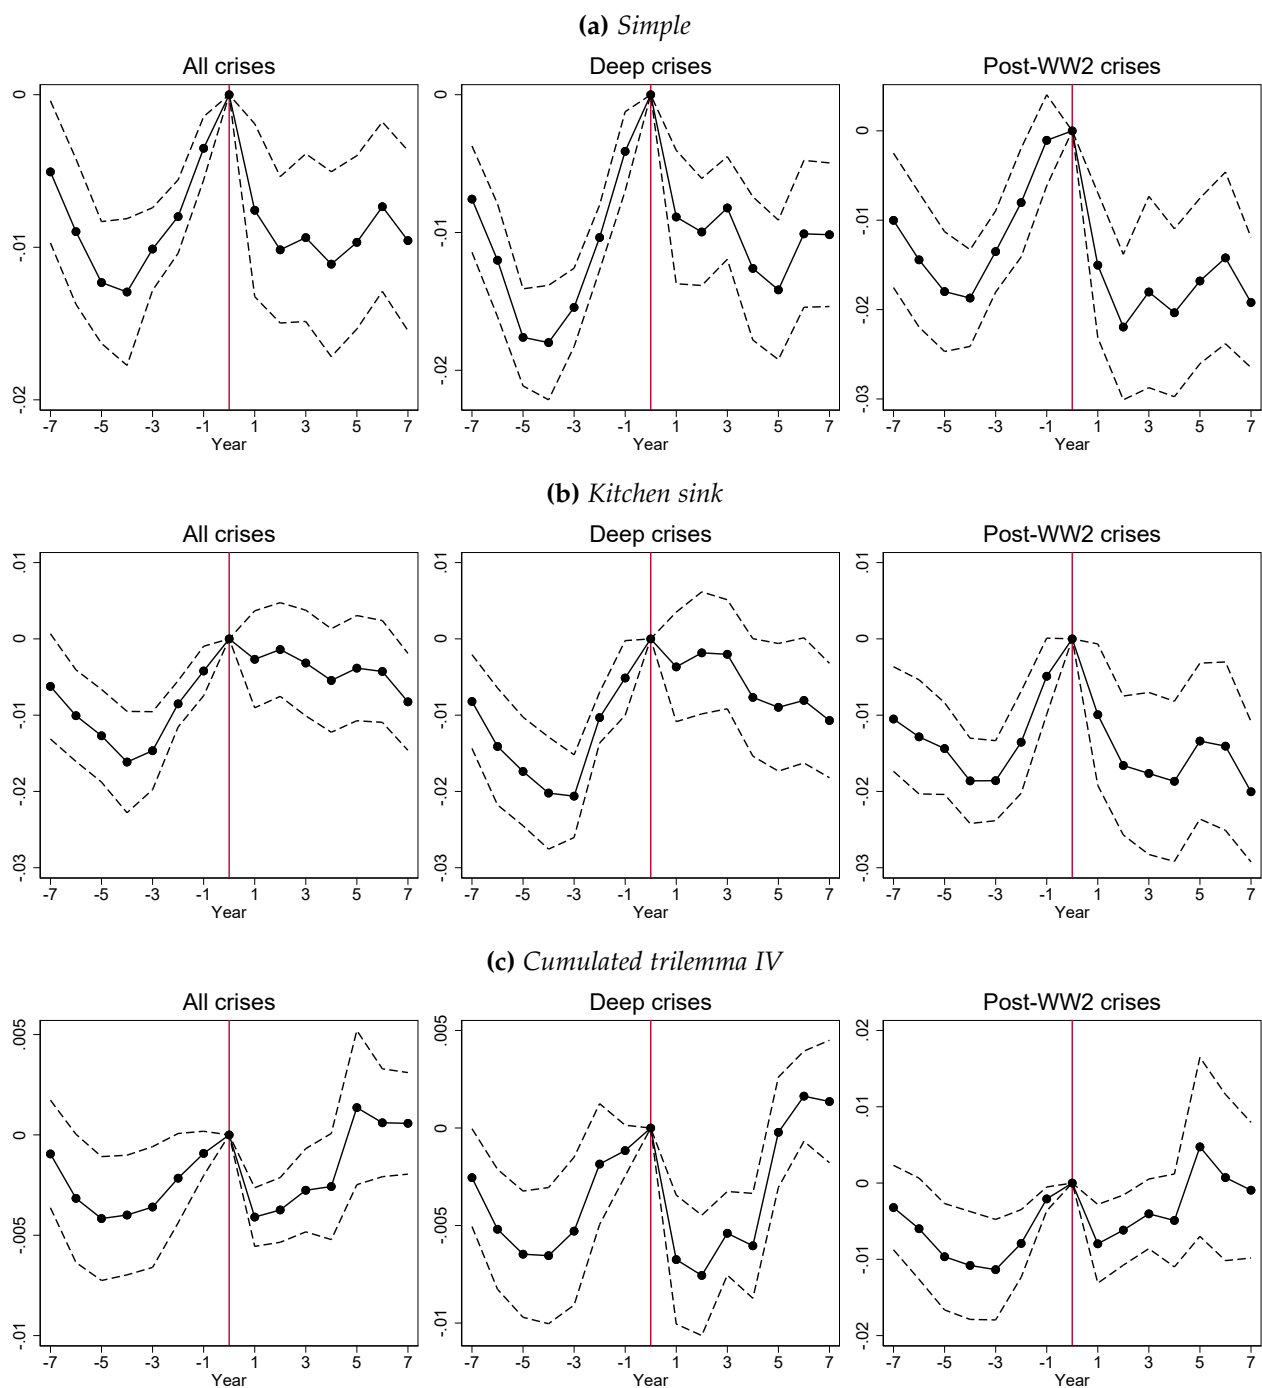 (a) Simple
All crises
Deep crises
Post-WW2 crises
0
-.01
-.02
0
-.01
-.02
0
-.01
-.02
-.03
-7 -5 -3 -1 1 3 5 7
-7 -5 -3 -1 1 3 5 7
-7 -5 -3 -1 1 3 5 7
Year
Year
Year
(b) Kitchen sink
All crises
Deep crises
Post-WW2 crises
.01
0
-.01
-.02
-.03
.01
0
-.01
-.02
-.03
.01
0
-.01
-.02
-.03
-7 -5 -3 -1 1 3 5 7
-7 -5 -3 -1 1 3 5 7
-7 -5 -3 -1 1 3 5 7
Year
Year
Year
(c) Cumulated trilemma IV
All crises
Deep crises
Post-WW2 crises
.005
0
-.005
-.01
.005
0
-.005
-.01
.02
.01
0
-.01
-.02
-7 -5 -3 -1 1 3 5 7
-7 -5 -3 -1 1 3 5 7
-7 -5 -3 -1 1 3 5 7
Year
Year
Year